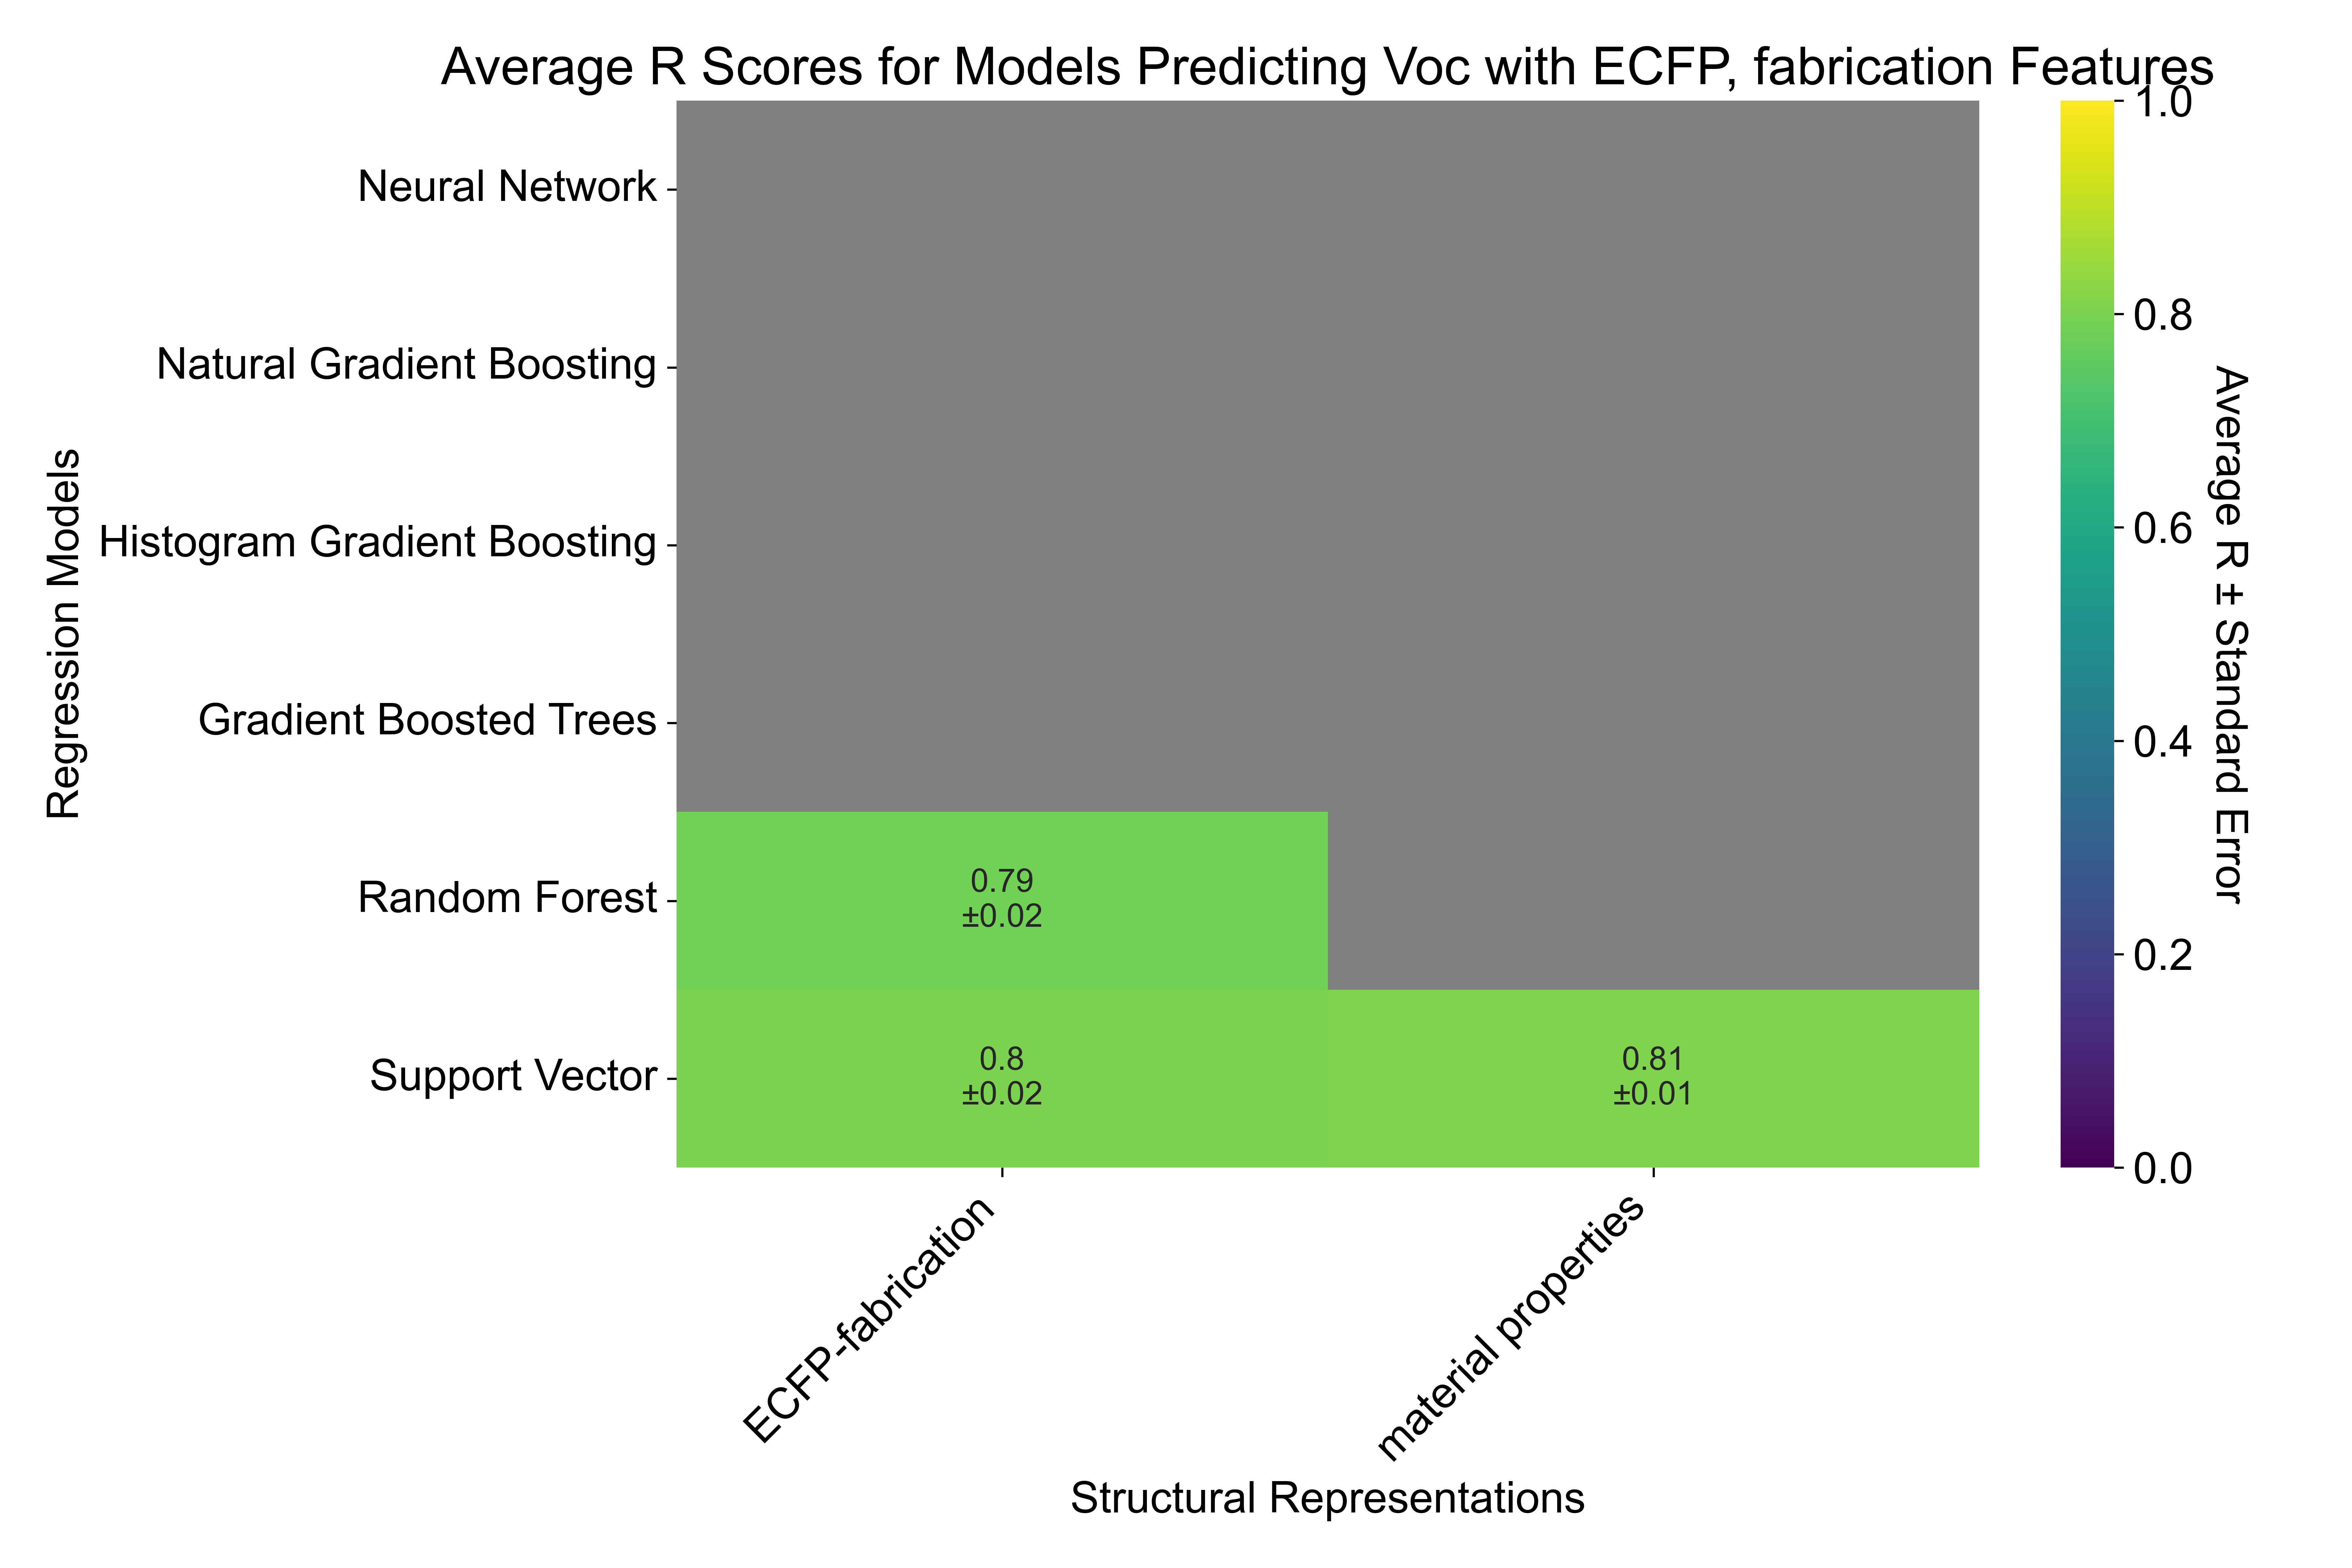 Average R Scores for Models Predicting Voc with ECFP, fabrication Features
Regression Models
Neural Network
Natural Gradient Boosting
Histogram Gradient Boosting
Gradient Boosted Trees
Random Forest
Support Vector
0.79
±0.02
0.8
±0.02
0.81
±0.01
ECFP-fabrication
material properties
Structural Representations
1.0
0.8
0.6
0.4
0.2
0.0
Average R ± Standard Error